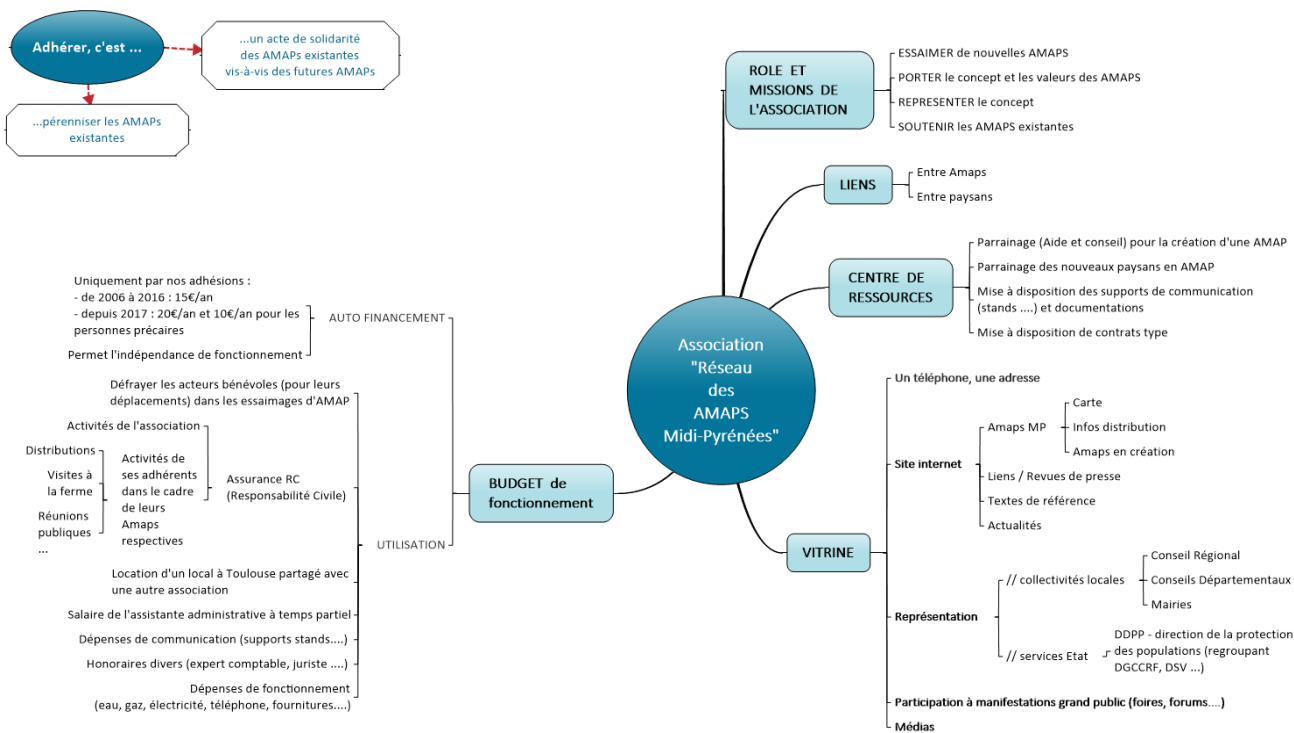 Adhérer, c'est ...
...un acte de solidarité
des AMAPs existantes
vis-à-vis des futures AMAPs
...pérenniser les AMAPs
existantes
Association
"Réseau
des
AMAPS
Midi-Pyrénées"
ROLE ET
MISSIONS DE
L'ASSOCIATION
ESSAIMER de nouvelles AMAPS
PORTER le concept et les valeurs des AMAPS
REPRESENTER le concept
SOUTENIR les AMAPS existantes
LIENS
Entre Amaps
Entre paysans
CENTRE DE
RESSOURCES
Parrainage (Aide et conseil) pour la création d'une AMAP
Parrainage des nouveaux paysans en AMAP
Mise à disposition des supports de communication
(stands ....) et documentations
Mise à disposition de contrats type
VITRINE
Un téléphone, une adresse
Site internet
Amaps MP
Carte
Infos distribution
Amaps en création
Liens / Revues de presse
Textes de référence
Actualités
Représentation
// collectivités locales
Conseil Régional
Conseils Départementaux
Mairies
// services Etat
DDPP - direction de la protection
des populations (regroupant
DGCCRF, DSV ...)
Participation à manifestations grand public (foires, forums....)
Médias
BUDGET de
fonctionnement
AUTO FINANCEMENT
Uniquement par nos adhésions :
- de 2006 à 2016 : 15€/an
- depuis 2017 : 20€/an et 10€/an pour les
personnes précaires
Permet l'indépendance de fonctionnement
UTILISATION
Défrayer les acteurs bénévoles (pour leurs
déplacements) dans les essaimages d'AMAP
Assurance RC
(Responsabilité Civile)
Activités de l'association
Activités de
ses adhérents
dans le cadre
de leurs
Amaps
respectives
Distributions
Visites à
la ferme
Réunions
publiques
...
Location d'un local à Toulouse partagé avec
une autre association
Salaire de l'assistante administrative à temps partiel
Dépenses de communication (supports stands....)
Honoraires divers (expert comptable, juriste ....)
Dépenses de fonctionnement
(eau, gaz, électricité, téléphone, fournitures....)